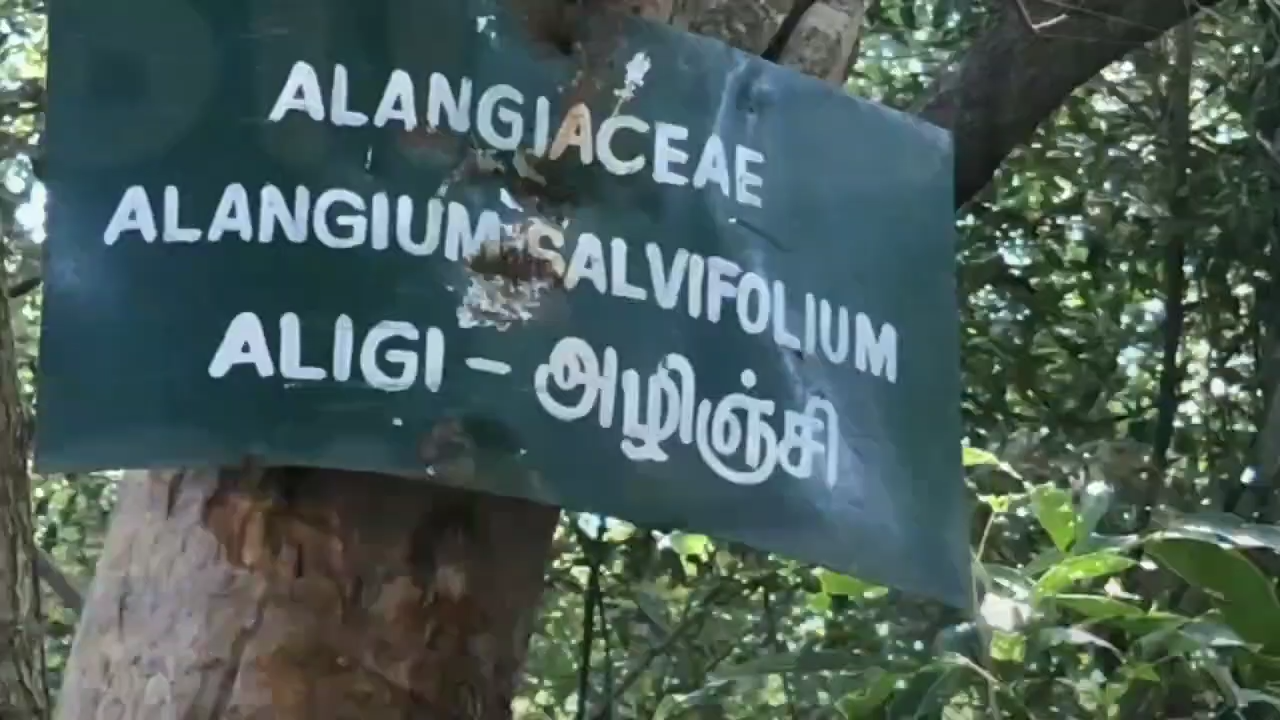 ALANGIACEAE
ALANGIUM SALVIFOLIUM
ALIGI - அழிஞ்சி